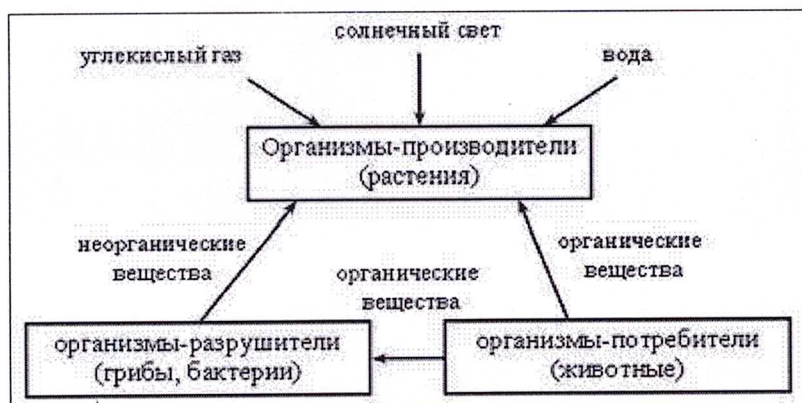 солнечный свет
углекислый газ
вода
Организмы-производители
(растения)
неорганические
вещества
органические
вещества
органические
вещества
организмы-разрушители
(грибы, бактерии)
организмы-потребители
(животные)